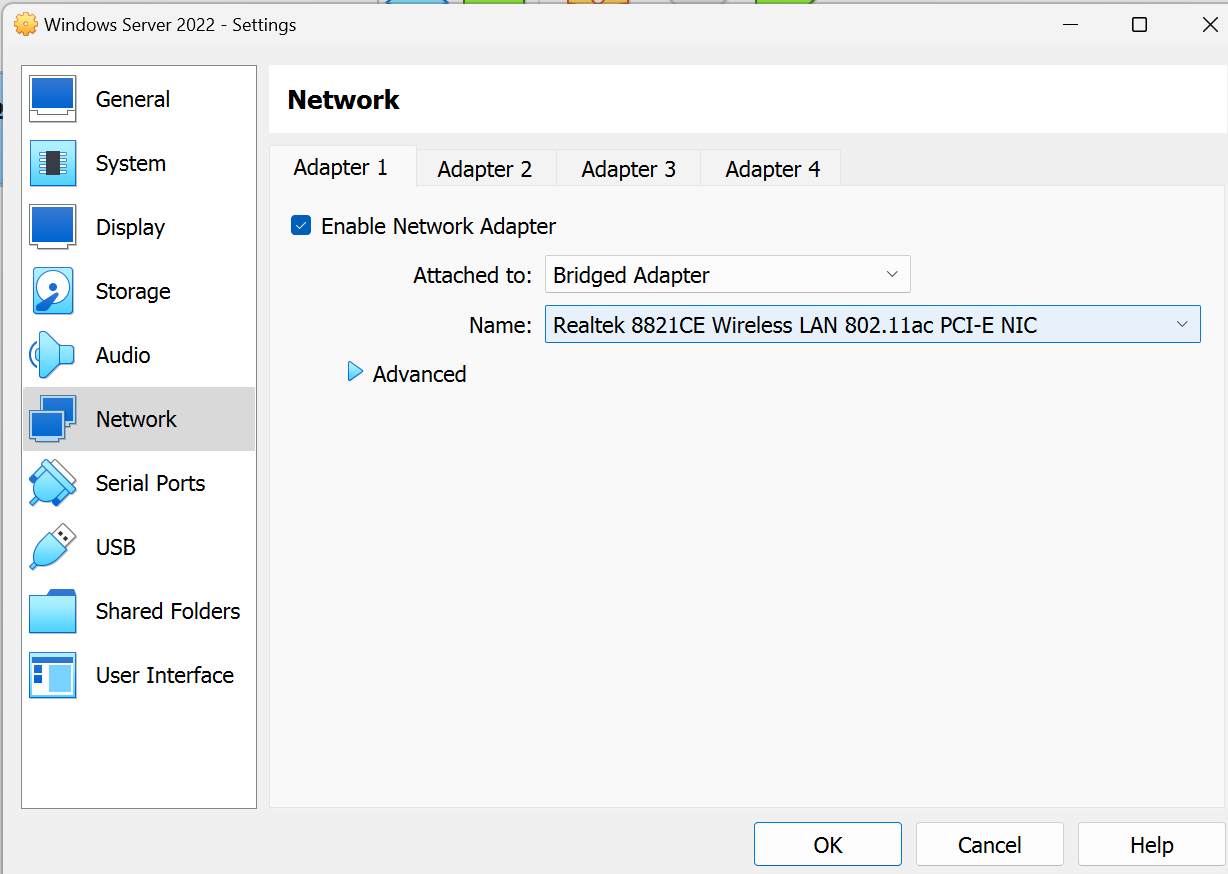 Windows Server 2022 - Settings
General
System
Display
Storage
Audio
Network
Serial Ports
USB
Shared Folders
User Interface
Network
Adapter 1 Adapter 2 Adapter 3 Adapter 4
Enable Network Adapter
Attached to: Bridged Adapter
Name: Realtek 8821CE Wireless LAN 802.11ac PCI-E NIC
Advanced
OK Cancel Help